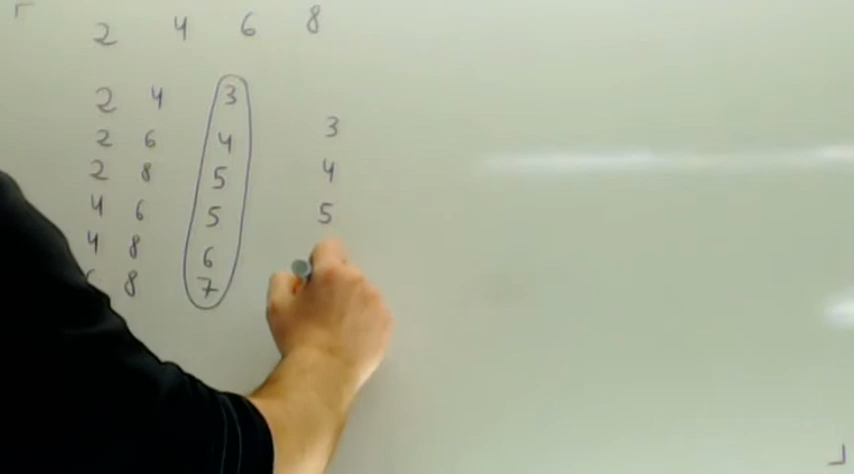 2 4 6 8
2 4 3
2 6 4 3
2 8 5 4
4 6 5 5
4 8 6
6 8 7